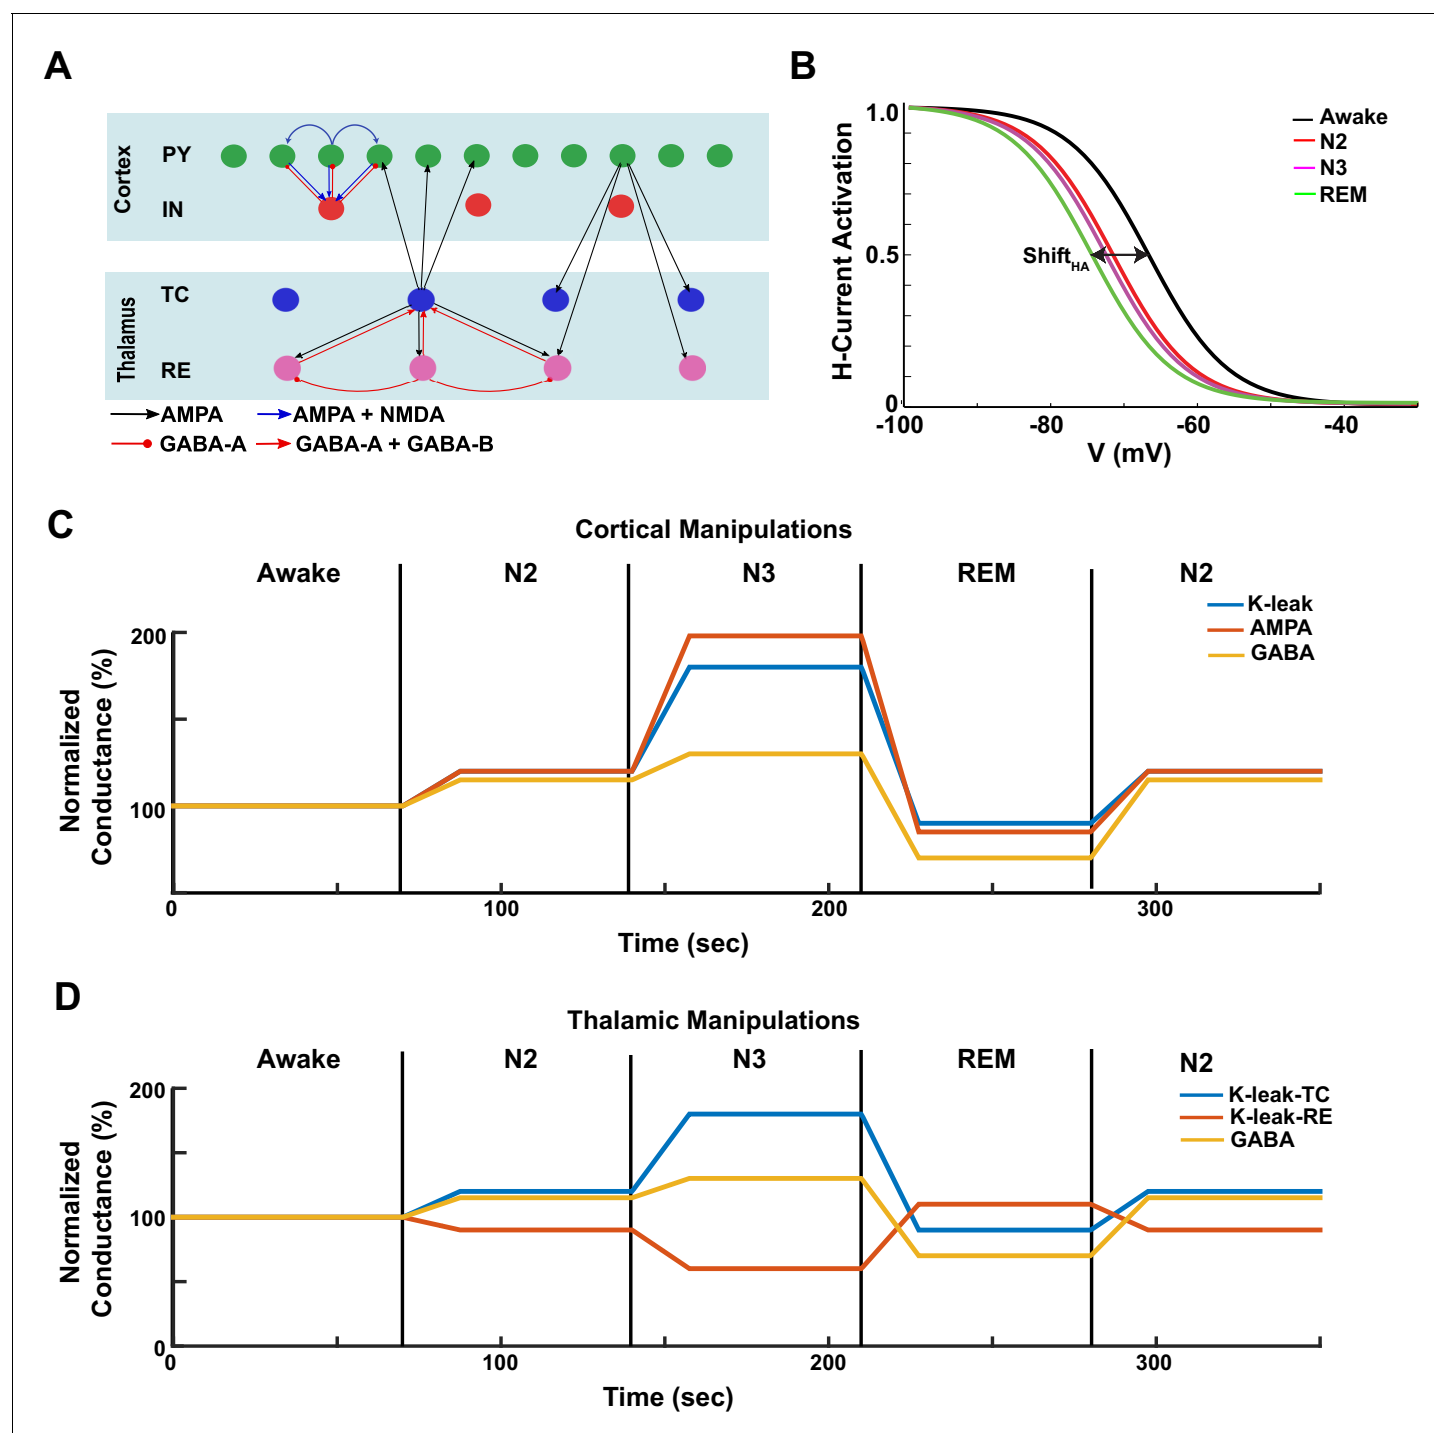 A
Cortex
PY
IN
Thalamus
TC
RE
AMPA
AMPA + NMDA
GABA-A
GABA-A + GABA-B
B
H-Current Activation
1.0
0.5
0
Shift HA
Awake
N2
N3
REM
-100
-80
-60
-40
V (mV)
C
Cortical Manipulations
Awake
N2
N3
REM
N2
K-leak
AMPA
GABA
Normalized
Conductance (%)
200
100
0
100
200
300
Time (sec)
D
Thalamic Manipulations
Awake
N2
N3
REM
N2
K-leak-TC
K-leak-RE
GABA
Normalized
Conductance (%)
200
100
0
0
100
200
300
Time (sec)